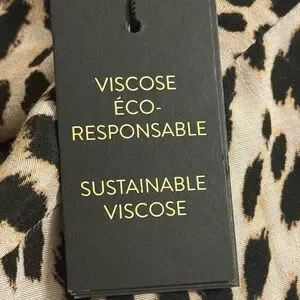 VISCOSE
ÉCO-
RESPONSABLE
SUSTAINABLE
VISCOSE